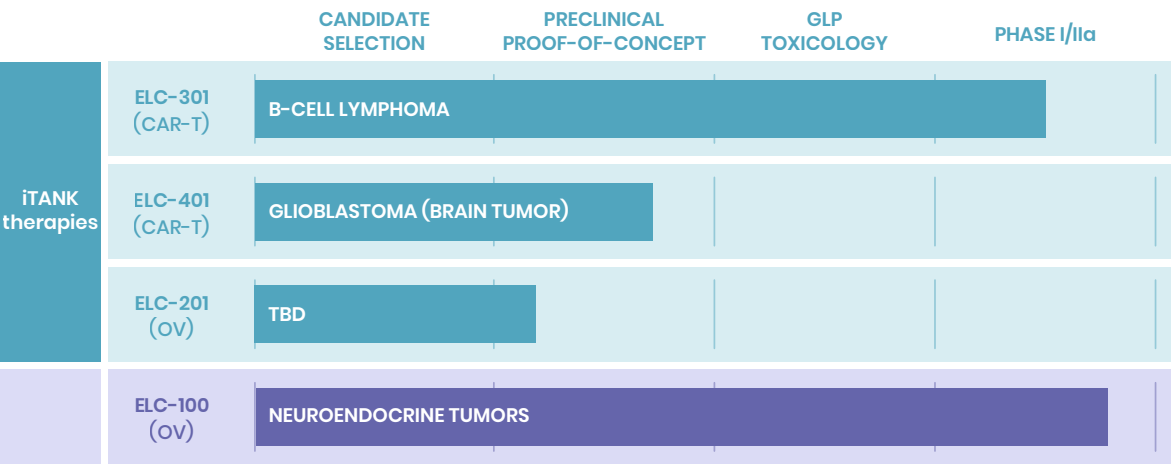 CANDIDATE
SELECTION
PRECLINICAL
PROOF-OF-CONCEPT
GLP
TOXICOLOGY
PHASE I/IIa
iTANK
therapies
ELC-301
(CAR-T)
B-CELL LYMPHOMA
ELC-401
(CAR-T)
GLIOBLASTOMA (BRAIN TUMOR)
ELC-201
(OV)
TBD
ELC-100
(OV)
NEUROENDOCRINE TUMORS